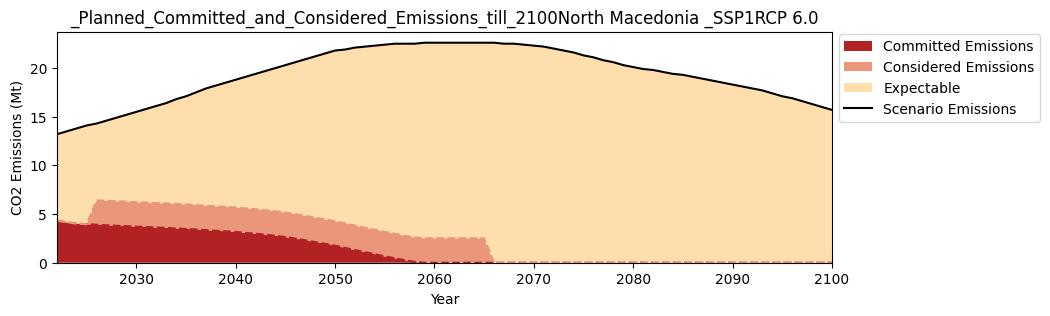 _Planned_Committed_and_Considered_Emissions_till_2100North Macedonia _SSP1RCP 6.0
Committed Emissions
Considered Emissions
Expectable
Scenario Emissions
CO2 Emissions (Mt)
20
15
10
5
0
2030 2040 2050 2060 2070 2080 2090 2100
Year